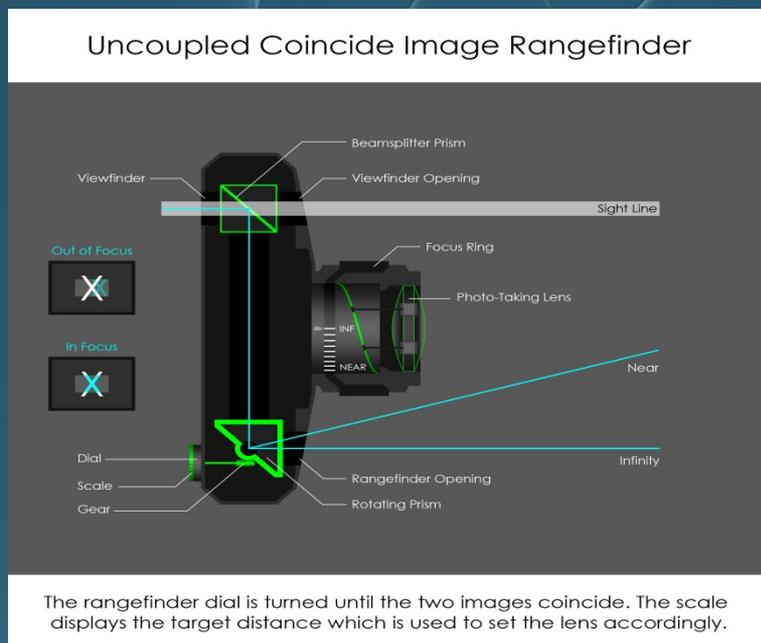 Uncoupled Coincide Image Rangefinder
Beamsplitter Prism
Viewfinder
Viewfinder Opening
Sight Line
Out of Focus
X X
Focus Ring
Photo-Taking Lens
INF
In Focus
X
NEAR
Near
Dial
Infinity
Scale
Rangefinder Opening
Gear
Rotating Prism
The rangefinder dial is turned until the two images coincide. The scale
displays the target distance which is used to set the lens accordingly.